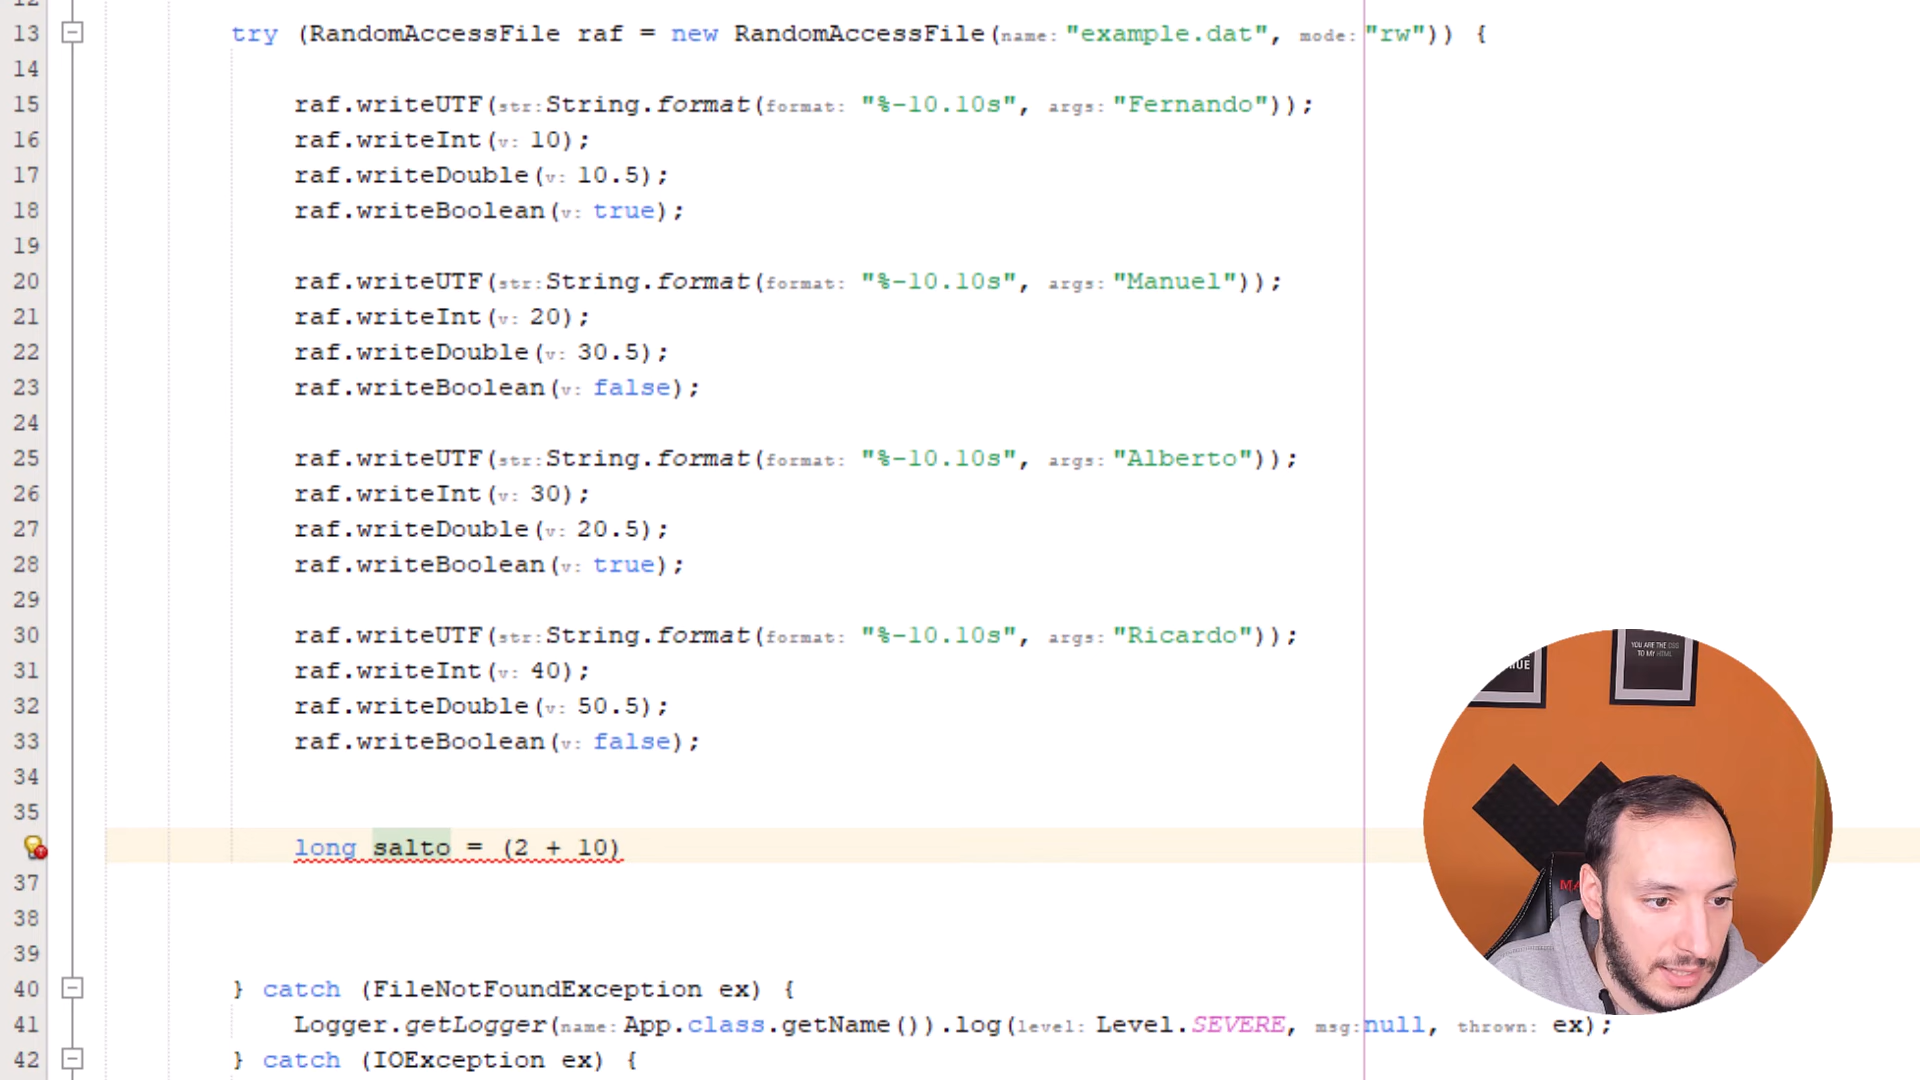 12
13 try (RandomAccessFile raf = new RandomAccessFile(name: "example.dat", mode: "rw")) {
14
15 raf.writeUTF(str:String.format(format: "%-10.10s", args: "Fernando"));
16 raf.writeInt(v: 10);
17 raf.writeDouble(v: 10.5);
18 raf.writeBoolean(v: true);
19
20 raf.writeUTF(str:String.format(format: "%-10.10s", args: "Manuel"));
21 raf.writeInt(v: 20);
22 raf.writeDouble(v: 30.5);
23 raf.writeBoolean(v: false);
24
25 raf.writeUTF(str:String.format(format: "%-10.10s", args: "Alberto"));
26 raf.writeInt(v: 30);
27 raf.writeDouble(v: 20.5);
28 raf.writeBoolean(v: true);
29
30 raf.writeUTF(str:String.format(format: "%-10.10s", args: "Ricardo"));
31 raf.writeInt(v: 40);
32 raf.writeDouble(v: 50.5);
33 raf.writeBoolean(v: false);
34
35
long salto = (2 + 10)
37
38
39
40 } catch (FileNotFoundException ex) {
41 Logger.getLogger(name: App.class.getName()).log(level: Level.SEVERE, msg:null, thrown: ex);
42 } catch (IOException ex) {
YOU ARE THE CSS
TO MY HTML